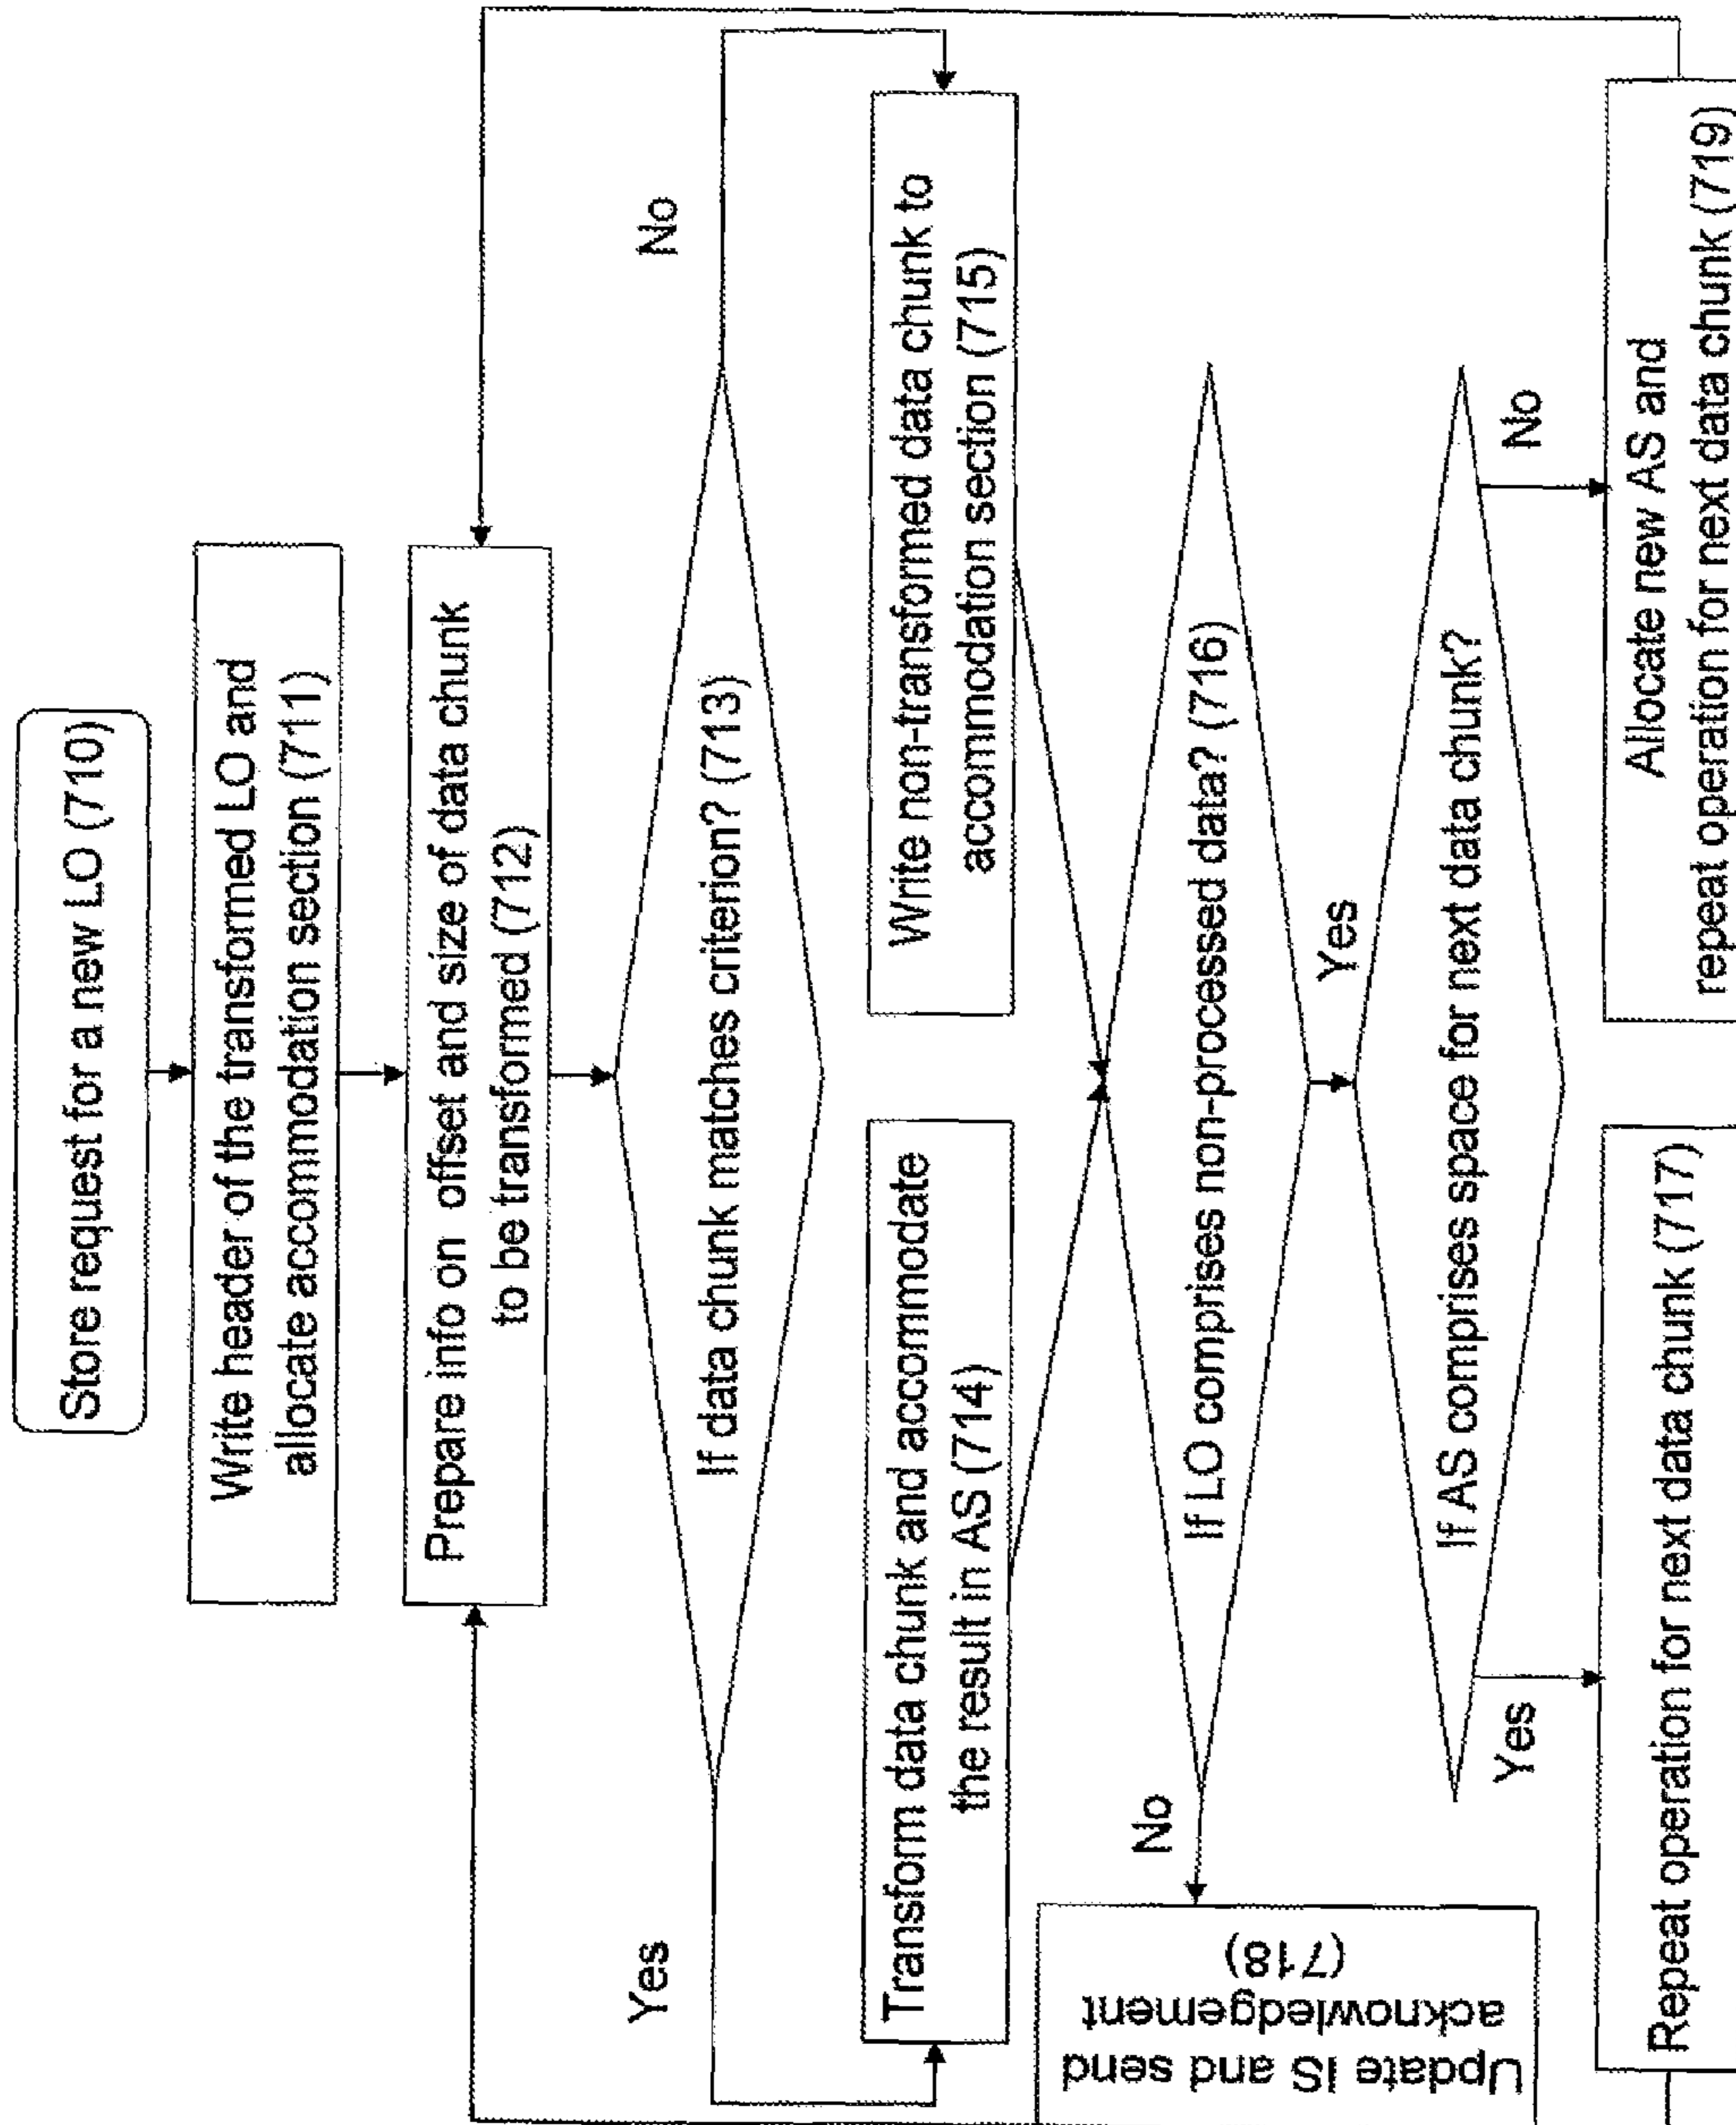 Store request for a new LO (710)
Write header of the transformed LO and
allocate accommodation section (711)
Prepare info on offset and size of data chunk
to be transformed (712)
If data chunk matches criterion? (713)
Yes
No
Transform data chunk and accommodate
the result in AS (714)
Write non-transformed data chunk to
accommodation section (715)
If LO comprises non-processed data? (716)
No
Yes
Update IS and send
acknowledgement
(718)
If AS comprises space for next data chunk?
Yes
No
Repeat operation for next data chunk (717)
Allocate new AS and
repeat operation for next data chunk (719)